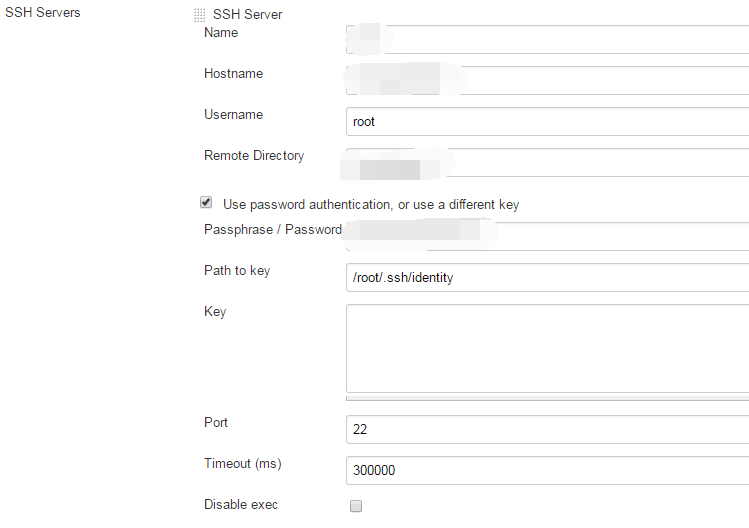 SSH Servers
SSH Server
Name
Hostname
Username
root
Remote Directory
Use password authentication, or use a different key
Passphrase / Password
Path to key
/root/.ssh/identity
Key
Port
22
Timeout (ms)
300000
Disable exec